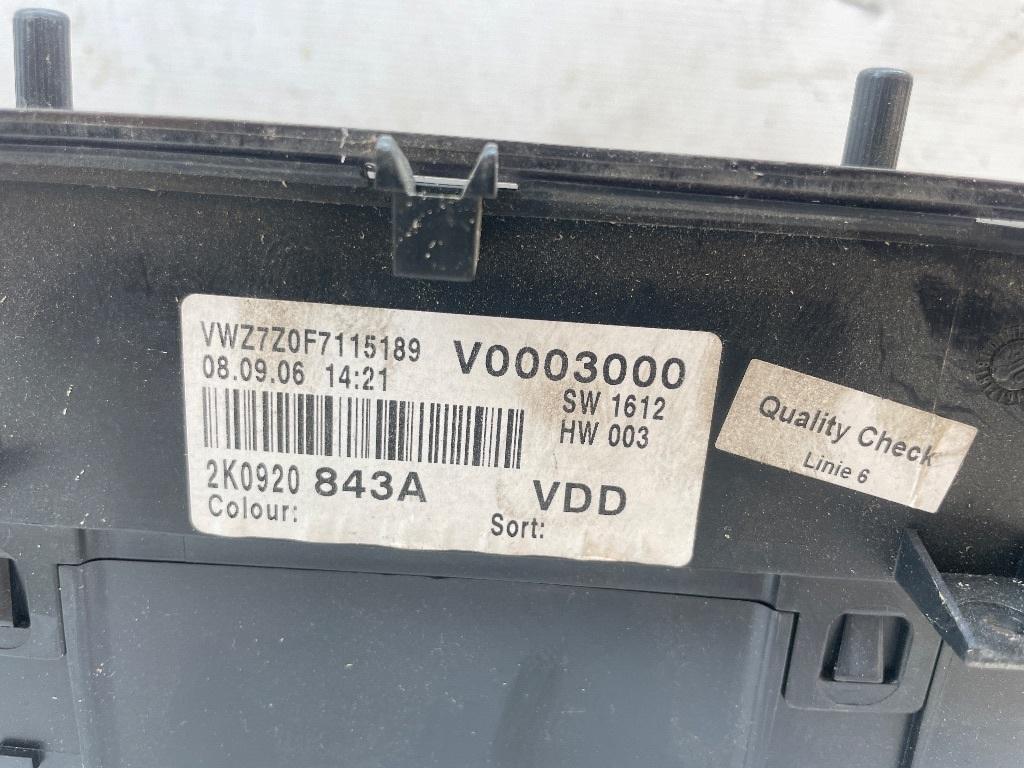 VWZ7Z0F7115189 V0003000
08.09.06 14:21 SW 1612
HW 003
2K0920 843A VDD
Colour: Sort:
Quality Check
Linie 6